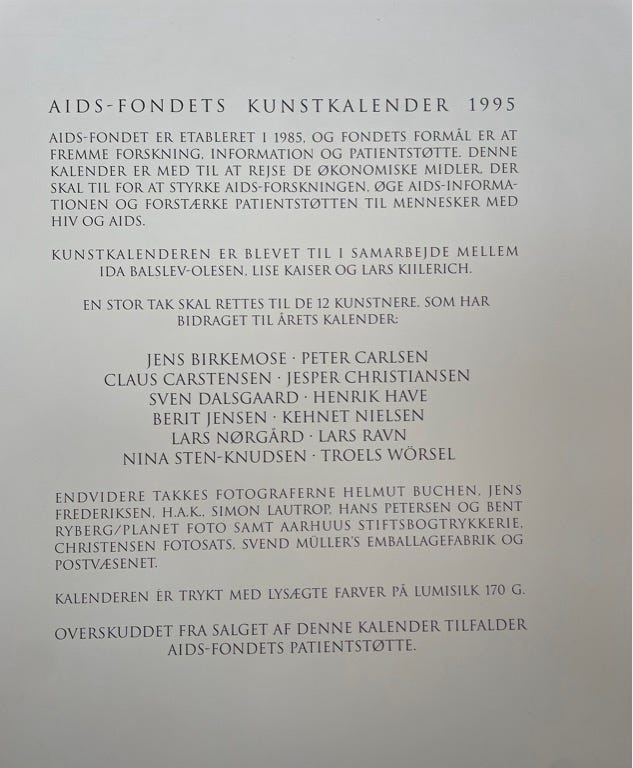 AIDS-FONDETS KUNSTKALENDER 1995
AIDS-FONDET ER ETABLERET I 1985, OG FONDETS FORMÅL ER AT
FREMME FORSKNING, INFORMATION OG PATIENTSTØTTE. DENNE
KALENDER ER MED TIL AT REJSE DE ØKONOMISKE MIDLER, DER
SKAL TIL FOR AT STYRKE AIDS-FORSKNINGEN, ØGE AIDS-INFORMA-
TIONEN OG FORSTÆRKE PATIENTSTØTTEN TIL MENNESKER MED
HIV OG AIDS.
KUNSTKALENDEREN ER BLEVET TIL I SAMARBEJDE MELLEM
IDA BALSLEV-OLESEN, LISE KAISER OG LARS KIILERICH.
EN STOR TAK SKAL RETTES TIL DE 12 KUNSTNERE, SOM HAR
BIDRAGET TIL ÅRETS KALENDER:
JENS BIRKEMOSE · PETER CARLSEN
CLAUS CARSTENSEN · JESPER CHRISTIANSEN
SVEN DALSGAARD · HENRIK HAVE
BERIT JENSEN · KEHNET NIELSEN
LARS NØRGÅRD · LARS RAVN
NINA STEN-KNUDSEN · TROELS WÖRSEL
ENDVIDERE TAKKES FOTOGRAFERNE HELMUT BUCHEN, JENS
FREDERIKSEN, H.A.K., SIMON LAUTROP, HANS PETERSEN OG BENT
RYBERG/PLANET FOTO SAMT AARHUUS STIFTSBOGTRYKKERIE,
CHRISTENSEN FOTOSATS, SVEND MÜLLER'S EMBALLAGEFABRIK OG
POSTVÆSENET.
KALENDEREN ER TRYKT MED LYSÆGTE FARVER PÅ LUMISILK 170 G.
OVERSKUDDET FRA SALGET AF DENNE KALENDER TILFALDER
AIDS-FONDETS PATIENTSTØTTE.